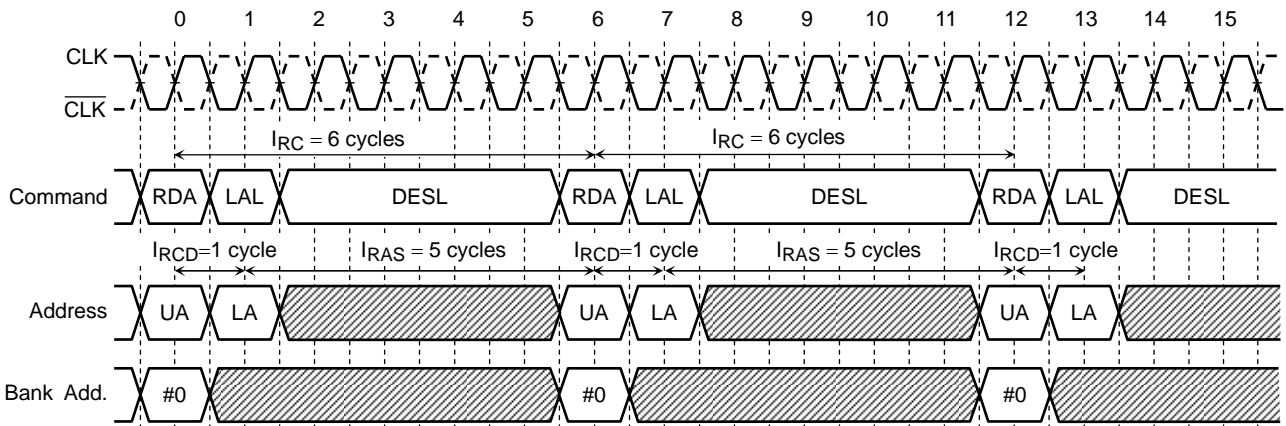 0 1 2 3 4 5 6 7 8 9 10 11 12 13 14 15
CLK
CLK
IRC = 6 cycles IRC = 6 cycles
Command RDA LAL DESL RDA LAL DESL RDA LAL DESL
IRCD=1 cycle IRAS = 5 cycles IRCD=1 cycle IRAS = 5 cycles IRCD=1 cycle
Address UA LA UA LA UA LA
Bank Add. #0 #0 #0